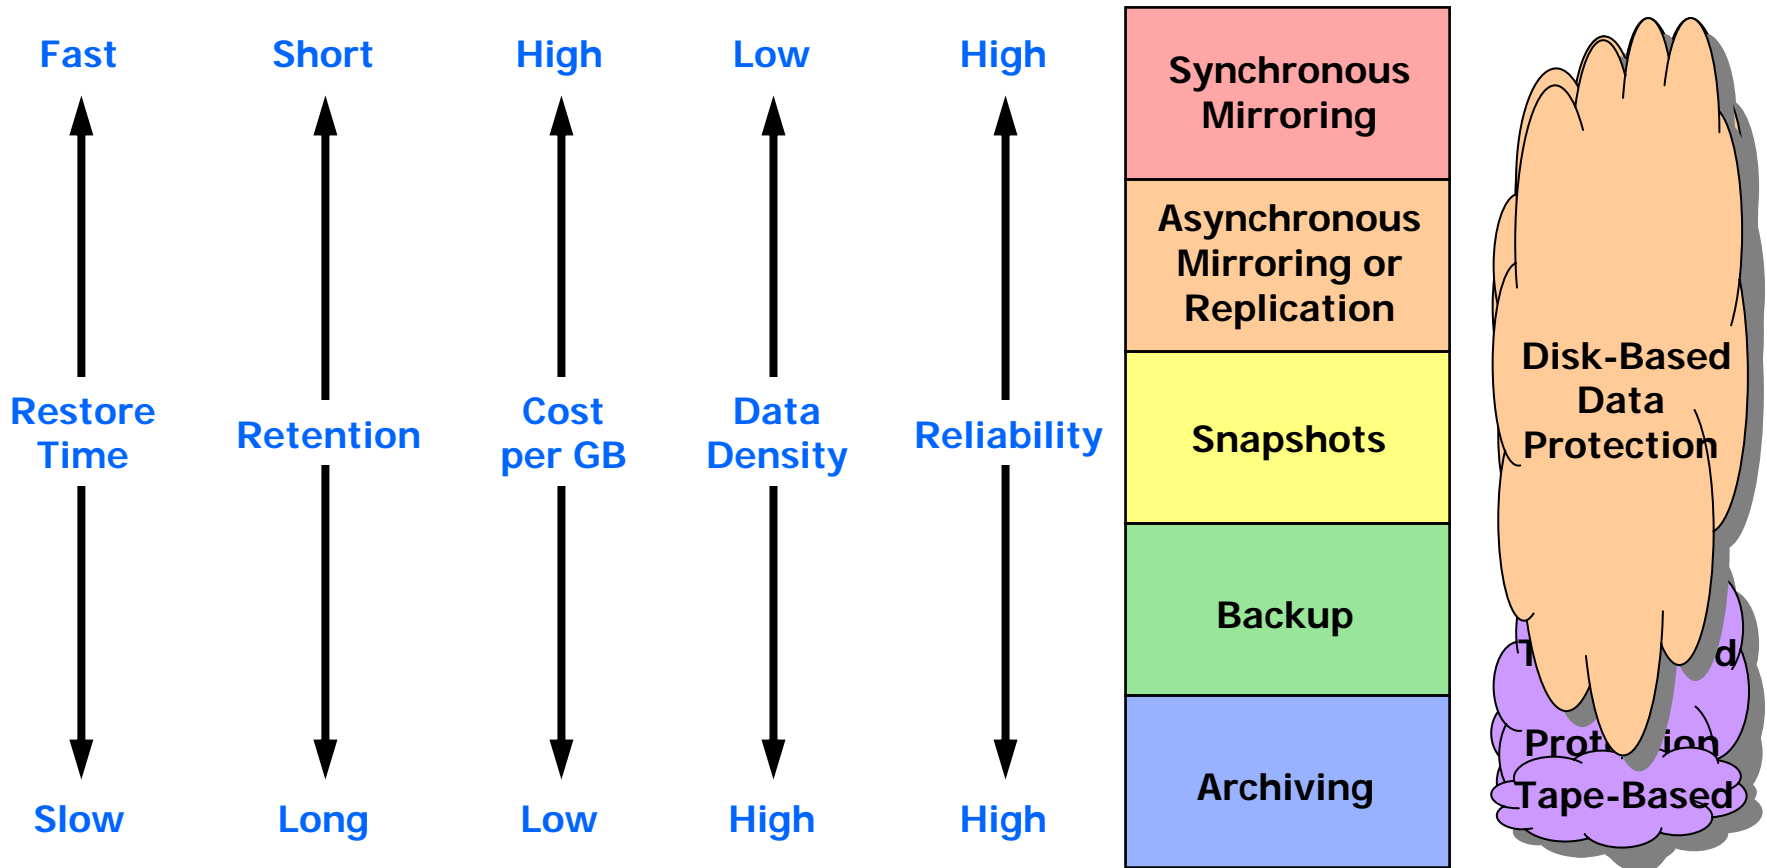 Fast
Short
High
Low
High
Restore
Time
Retention
Cost
per GB
Data
Density
Reliability
Slow
Long
Low
High
High
Synchronous
Mirroring
Asynchronous
Mirroring or
Replication
Snapshots
Backup
Archiving
Disk-Based
Data
Protection
Tape-Based